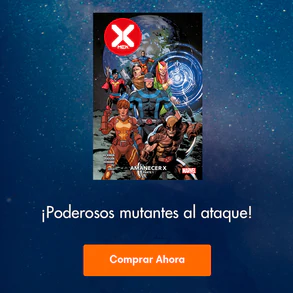 X
MEN
AMANECER X
MARVEL
¡Poderosos mutantes al ataque!
Comprar Ahora